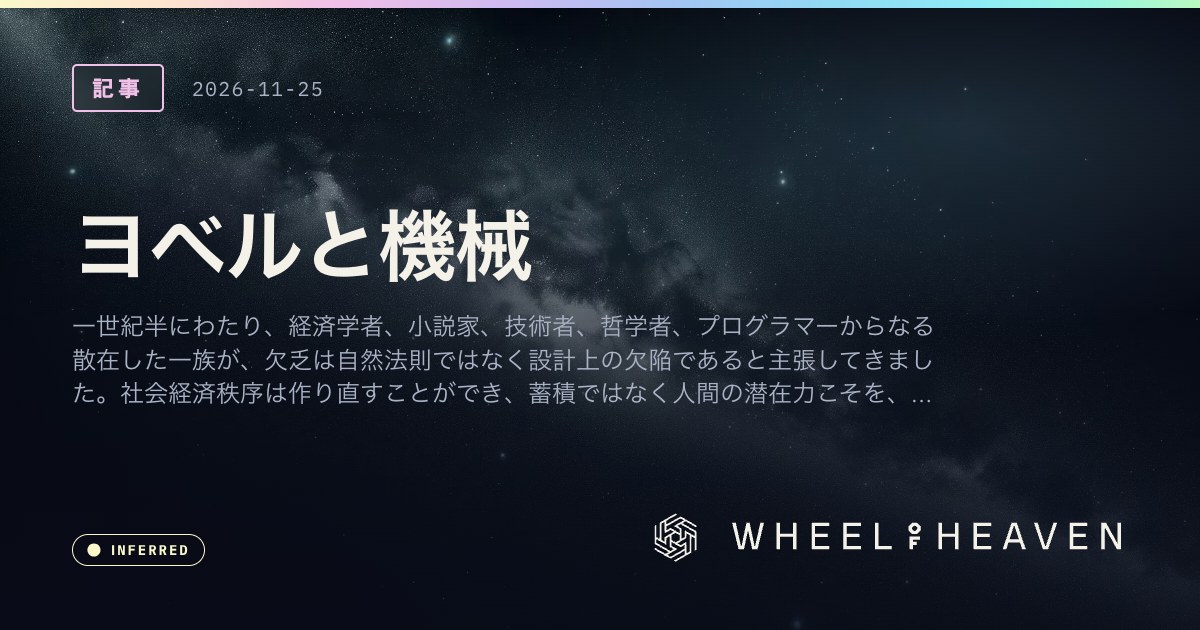 記事
2026-11-25
ヨベルと機械
一世紀半にわたり、経済学者、小説家、技術者、哲学者、プログラマーからなる
散在した一族が、欠乏は自然法則ではなく設計上の欠陥であると主張してきまし
た。社会経済秩序は作り直すことができ、蓄積ではなく人間の潜在力こそを、…
INFERRED
WHEEL OF HEAVEN